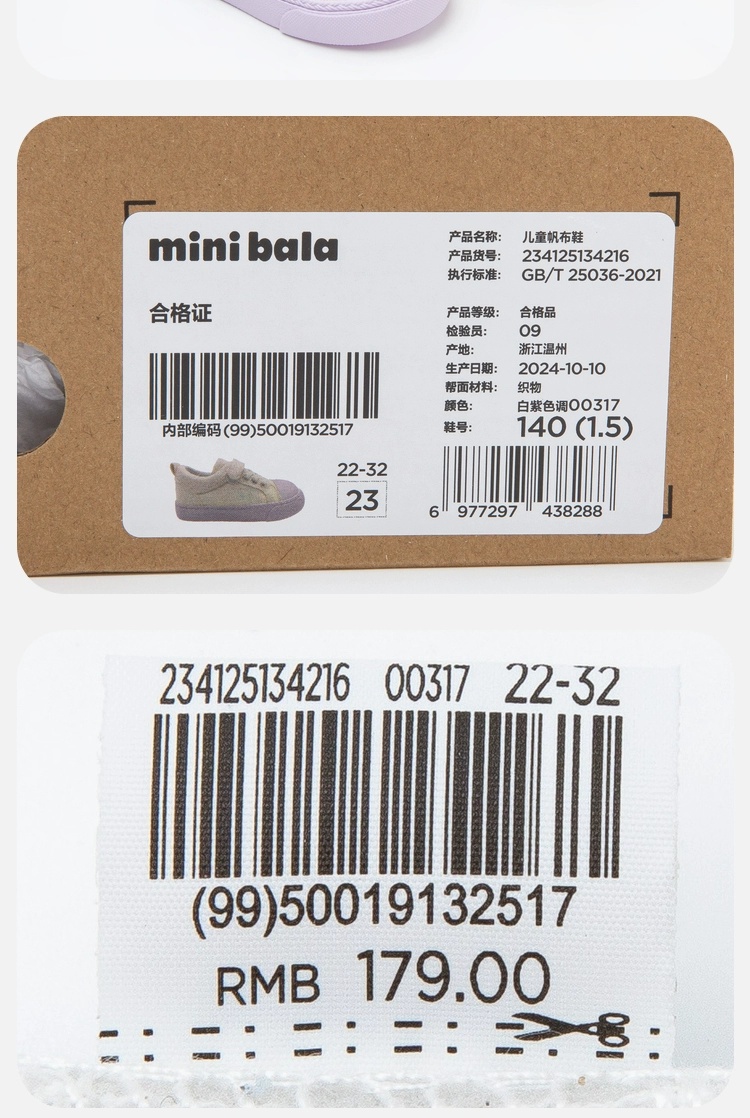 mini bala
合格证
内部编码(99)50019132517
22-32
23
产品名称: 儿童帆布鞋
产品货号: 234125134216
执行标准: GB/T 25036-2021
产品等级: 合格品
检验员: 09
产地: 浙江温州
生产日期: 2024-10-10
帮面材料: 织物
颜色: 白紫色调00317
鞋号: 140 (1.5)
6 977297 438288
234125134216 00317 22-32
(99)50019132517
RMB 179.00